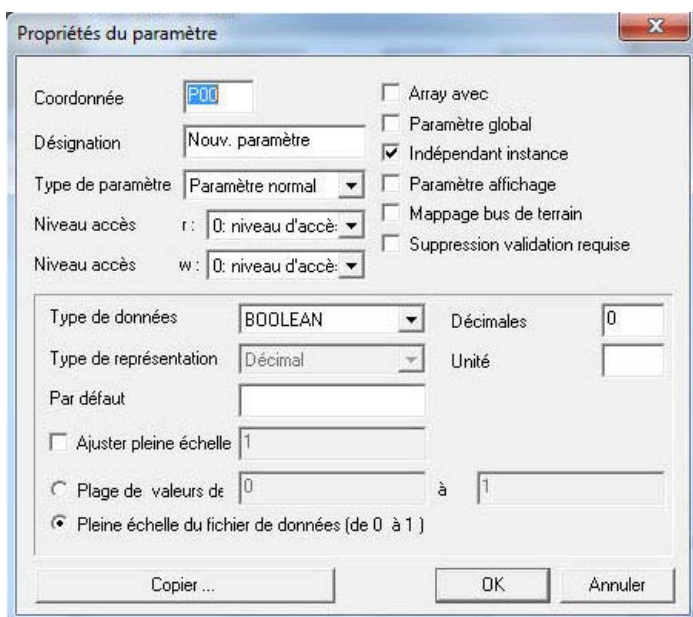 Propriétés du paramètre
Coordonnée P00
Désignation Nouv. paramètre
Type de paramètre Paramètre normal
Niveau accès r : 0: niveau d'accè:
Niveau accès w : 0: niveau d'accè:
Array avec
Paramètre global
Indépendant instance
Paramètre affichage
Mappage bus de terrain
Suppression validation requise
Type de données BOOLEAN Décimales 0
Type de représentation Décimal Unité
Par défaut
Ajuster pleine échelle 1
Plage de valeurs de 0 à 1
Pleine échelle du fichier de données (de 0 à 1 )
Copier ... OK Annuler